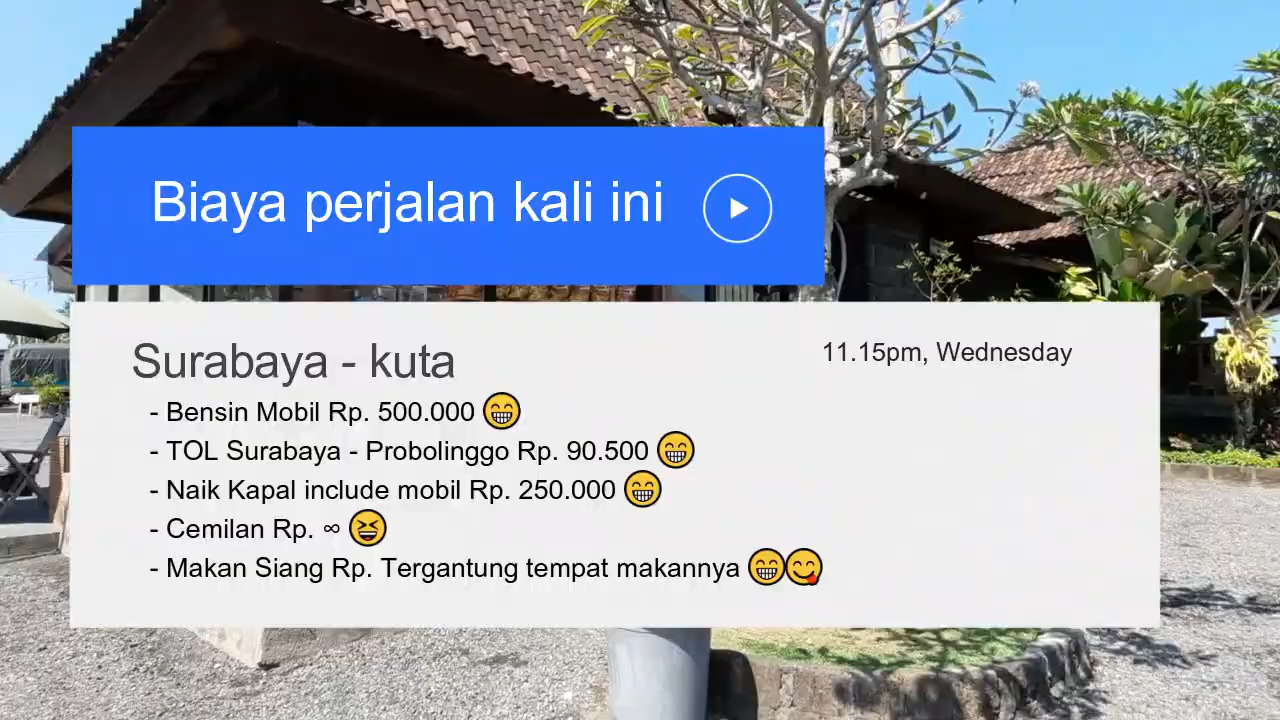 Biaya perjalan kali ini
Surabaya - kuta
11.15pm, Wednesday
- Bensin Mobil Rp. 500.000 😁
- TOL Surabaya - Probolinggo Rp. 90.500 😁
- Naik Kapal include mobil Rp. 250.000 😁
- Cemilan Rp. ∞ 😆
- Makan Siang Rp. Tergantung tempat makannya 😁😋